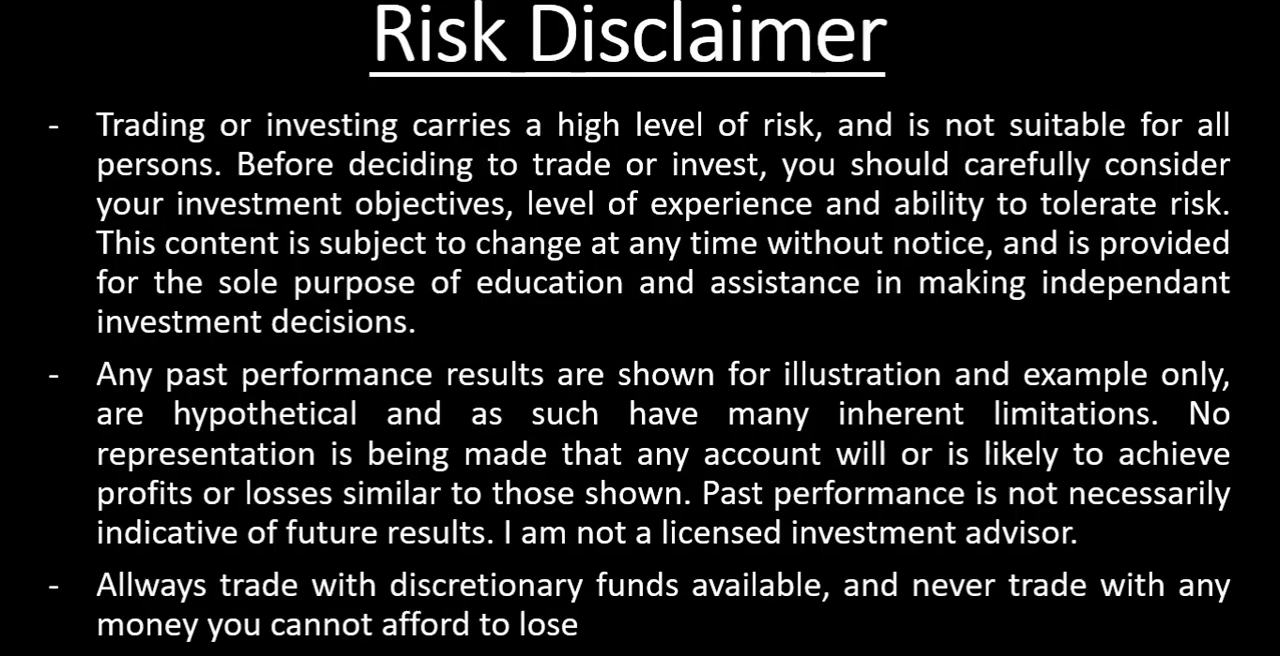 Risk Disclaimer
- Trading or investing carries a high level of risk, and is not suitable for all
persons. Before deciding to trade or invest, you should carefully consider
your investment objectives, level of experience and ability to tolerate risk.
This content is subject to change at any time without notice, and is provided
for the sole purpose of education and assistance in making independant
investment decisions.
- Any past performance results are shown for illustration and example only,
are hypothetical and as such have many inherent limitations. No
representation is being made that any account will or is likely to achieve
profits or losses similar to those shown. Past performance is not necessarily
indicative of future results. I am not a licensed investment advisor.
- Allways trade with discretionary funds available, and never trade with any
money you cannot afford to lose